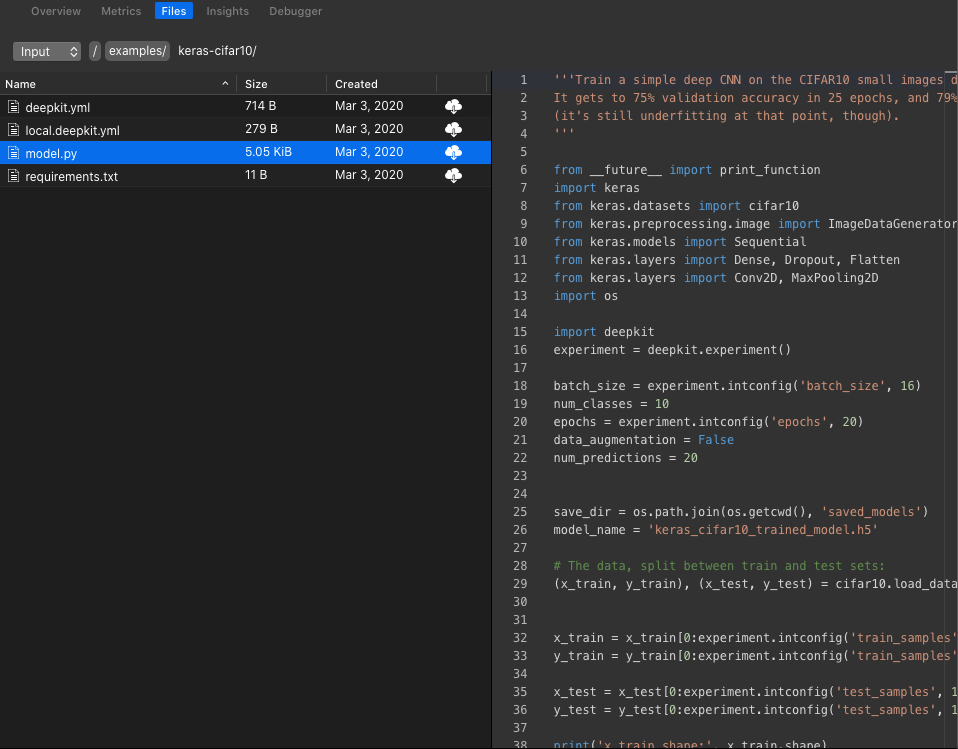 Overview Metrics Files Insights Debugger
Input / examples/ keras-cifar10/
Name Size Created
deepkit.yml 714 B Mar 3, 2020
local.deepkit.yml 279 B Mar 3, 2020
model.py 5.05 KiB Mar 3, 2020
requirements.txt 11 B Mar 3, 2020
1 '''Train a simple deep CNN on the CIFAR10 small images d
2 It gets to 75% validation accuracy in 25 epochs, and 79%
3 (it's still underfitting at that point, though).
4 '''
5
6 from __future__ import print_function
7 import keras
8 from keras.datasets import cifar10
9 from keras.preprocessing.image import ImageDataGenerator
10 from keras.models import Sequential
11 from keras.layers import Dense, Dropout, Flatten
12 from keras.layers import Conv2D, MaxPooling2D
13 import os
14
15 import deepkit
16 experiment = deepkit.experiment()
17
18 batch_size = experiment.intconfig('batch_size', 16)
19 num_classes = 10
20 epochs = experiment.intconfig('epochs', 20)
21 data_augmentation = False
22 num_predictions = 20
23
24
25 save_dir = os.path.join(os.getcwd(), 'saved_models')
26 model_name = 'keras_cifar10_trained_model.h5'
27
28 # The data, split between train and test sets:
29 (x_train, y_train), (x_test, y_test) = cifar10.load_data
30
31
32 x_train = x_train[0:experiment.intconfig('train_samples'
33 y_train = y_train[0:experiment.intconfig('train_samples'
34
35 x_test = x_test[0:experiment.intconfig('test_samples', 1
36 y_test = y_test[0:experiment.intconfig('test_samples', 1
37
38 print('x_train shape:', x_train.shape)